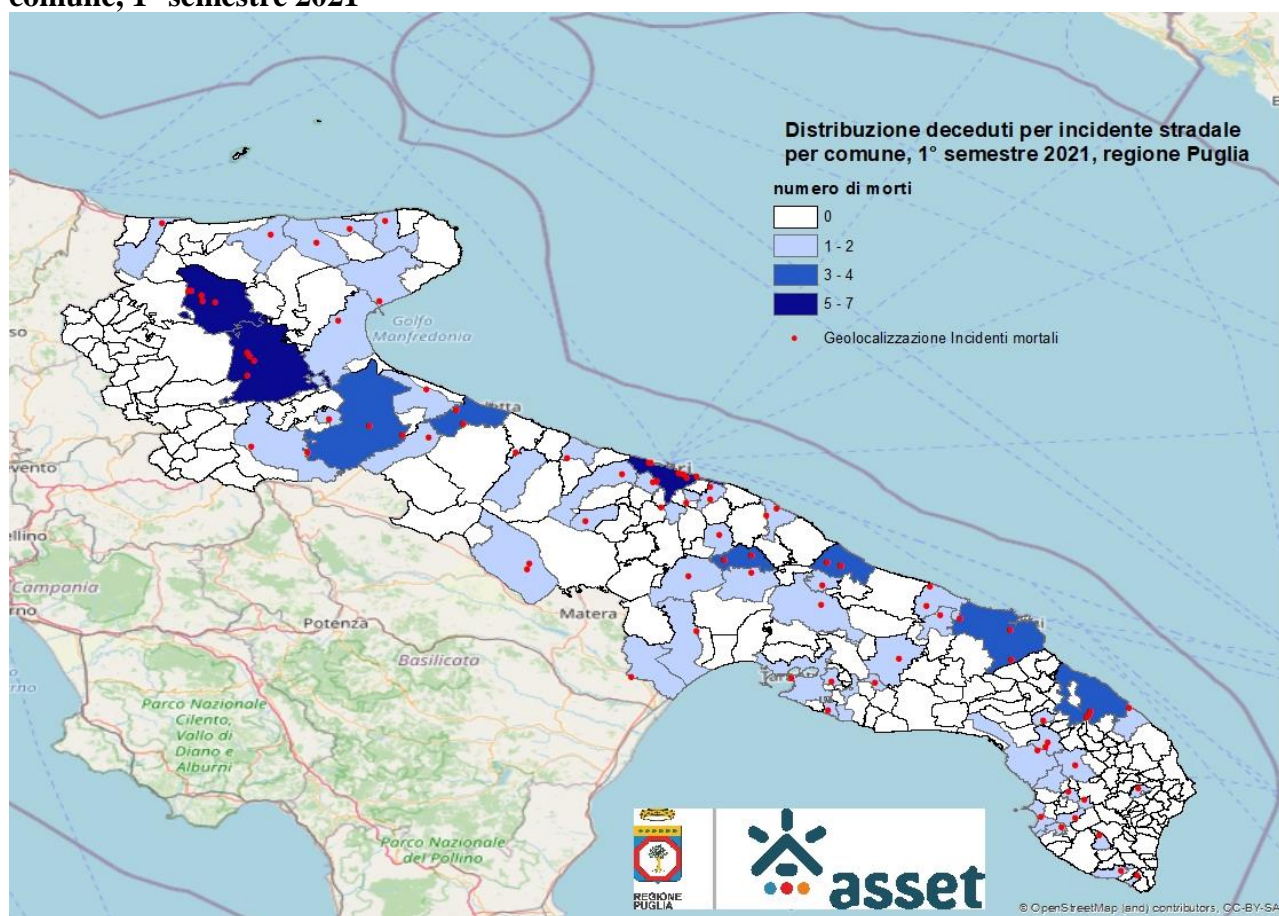 comune, 1° semestre 2021
Distribuzione deceduti per incidente stradale
per comune, 1° semestre 2021, regione Puglia
numero di morti
0
1 - 2
3 - 4
5 - 7
Geolocalizzazione Incidenti mortali
Golfo
Manfredonia
Campania
Potenza
Matera
Basilicata
Parco Nazionale
Cilento,
Vallo di
Diano e
Alburni
Parco Nazionale
del Pollino
REGIONE
PUGLIA
asset
© OpenStreetMap (and) contributors, CC-BY-SA